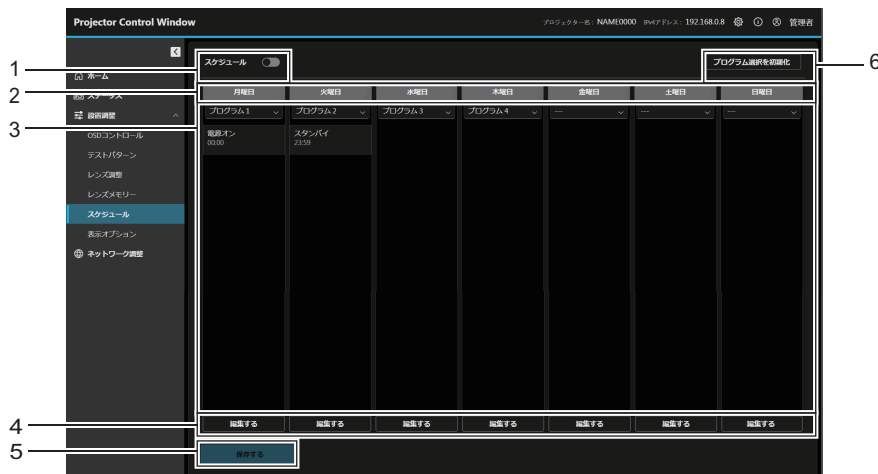 Projector Control Window プロジェクター名: NAME0000 IPv4アドレス: 192.168.0.8 管理者
1 スケジュール プログラム選択を初期化 6
ホーム
2 月曜日 火曜日 水曜日 木曜日 金曜日 土曜日 日曜日
ステータス
設置調整 プログラム 1 プログラム 2 プログラム 3 プログラム 4 --- --- ---
3 OSDコントロール 電源オン スタンバイ
00:00 23:59
テストパターン
レンズ調整
レンズメモリー
スケジュール
表示オプション
ネットワーク調整
4 編集する 編集する 編集する 編集する 編集する 編集する 編集する
5 保存する